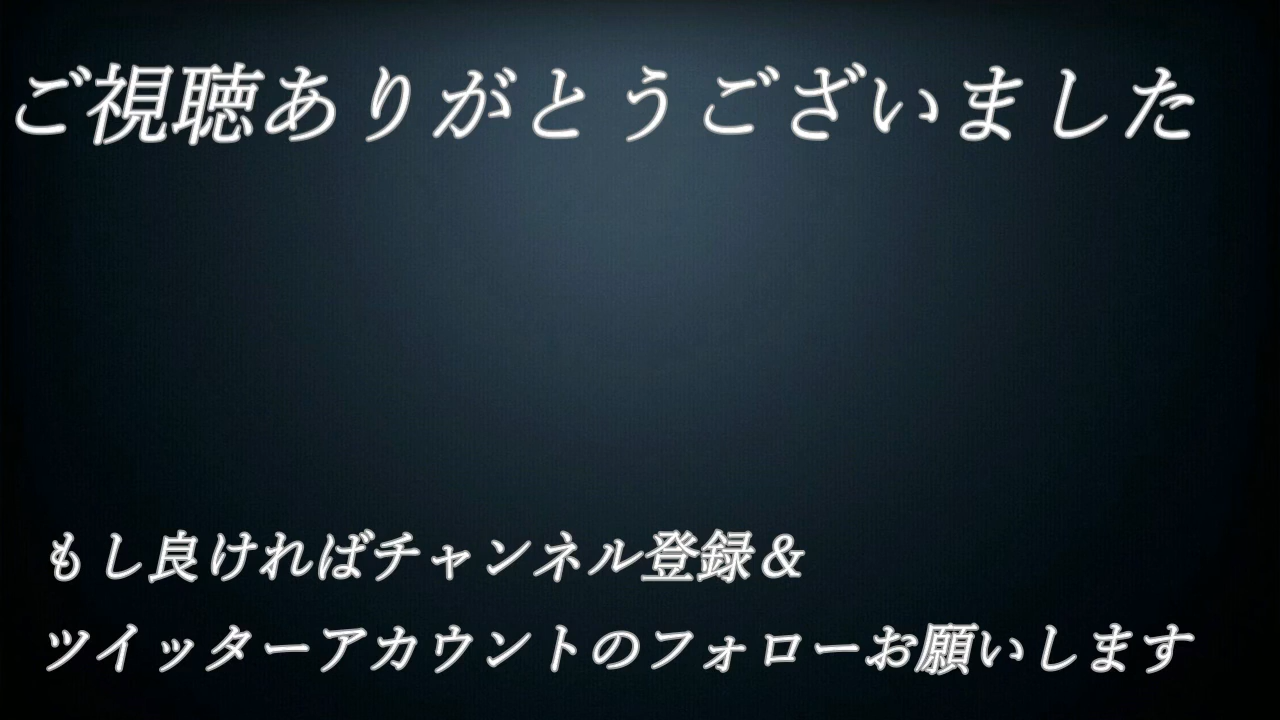 ご視聴ありがとうございました
もし良ければチャンネル登録＆
ツイッターアカウントのフォローお願いします